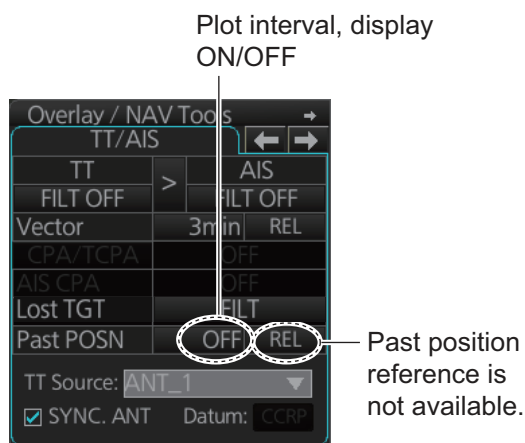 Plot interval, display
ON/OFF
Overlay / NAV Tools
TT/AIS
TT > AIS
FILT OFF FILT OFF
Vector 3min REL
CPA/TCPA OFF
AIS CPA OFF
Lost TGT FILT
Past POSN OFF REL
Past position
reference is
not available.
TT Source: ANT_1
SYNC. ANT Datum: CCRP